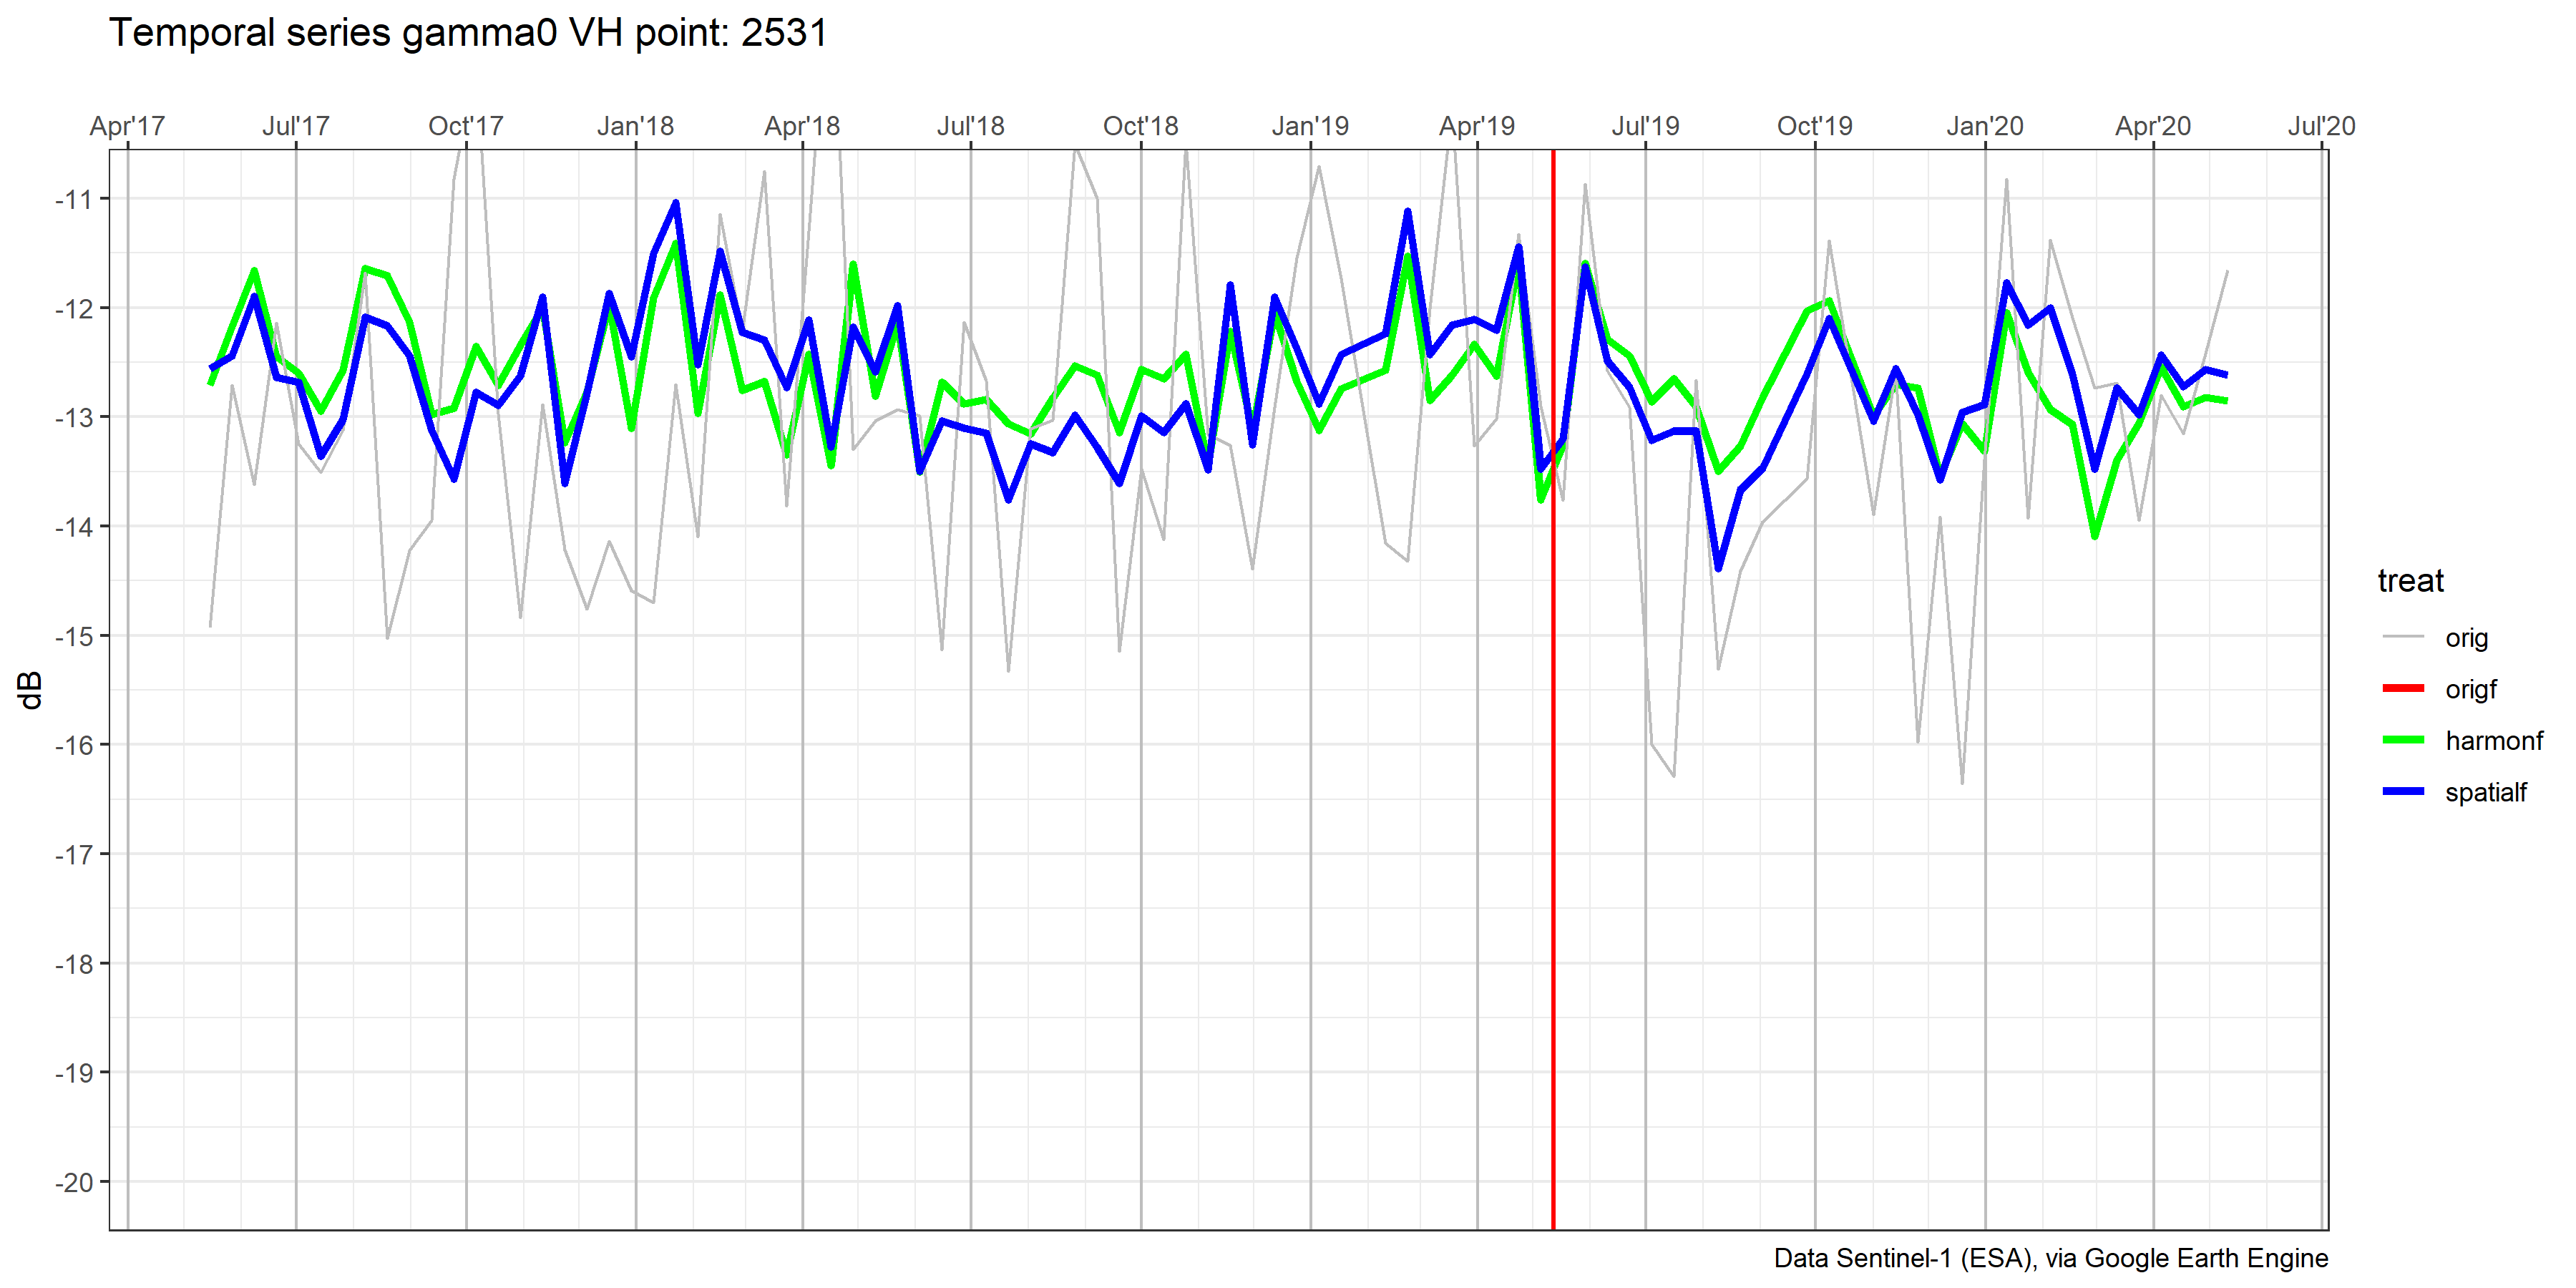 Temporal series gamma0 VH point: 2531
Apr'17 Jul'17 Oct'17 Jan'18 Apr'18 Jul'18 Oct'18 Jan'19 Apr'19 Jul'19 Oct'19 Jan'20 Apr'20 Jul'20
-11
-12
-13
-14
-15
-16
-17
-18
-19
-20
dB
treat
orig
origf
harmonf
spatialf
Data Sentinel-1 (ESA), via Google Earth Engine